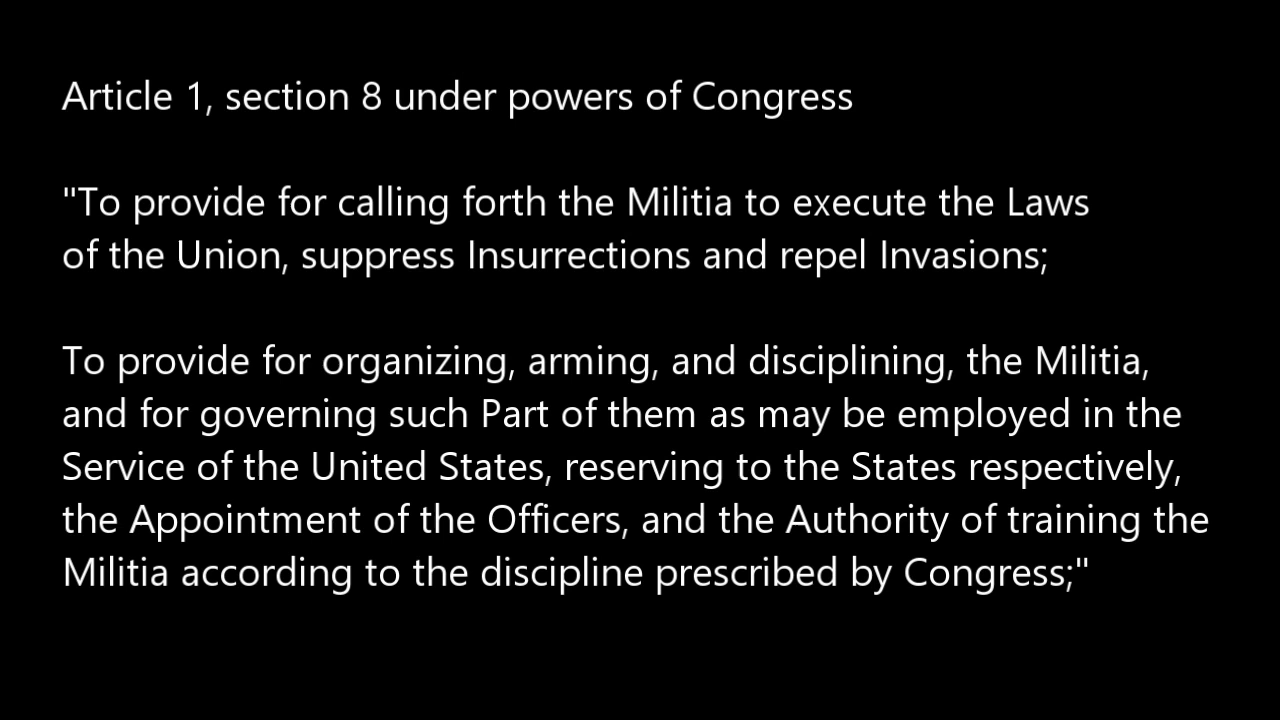 Article 1, section 8 under powers of Congress
"To provide for calling forth the Militia to execute the Laws
of the Union, suppress Insurrections and repel Invasions;
To provide for organizing, arming, and disciplining, the Militia,
and for governing such Part of them as may be employed in the
Service of the United States, reserving to the States respectively,
the Appointment of the Officers, and the Authority of training the
Militia according to the discipline prescribed by Congress;"